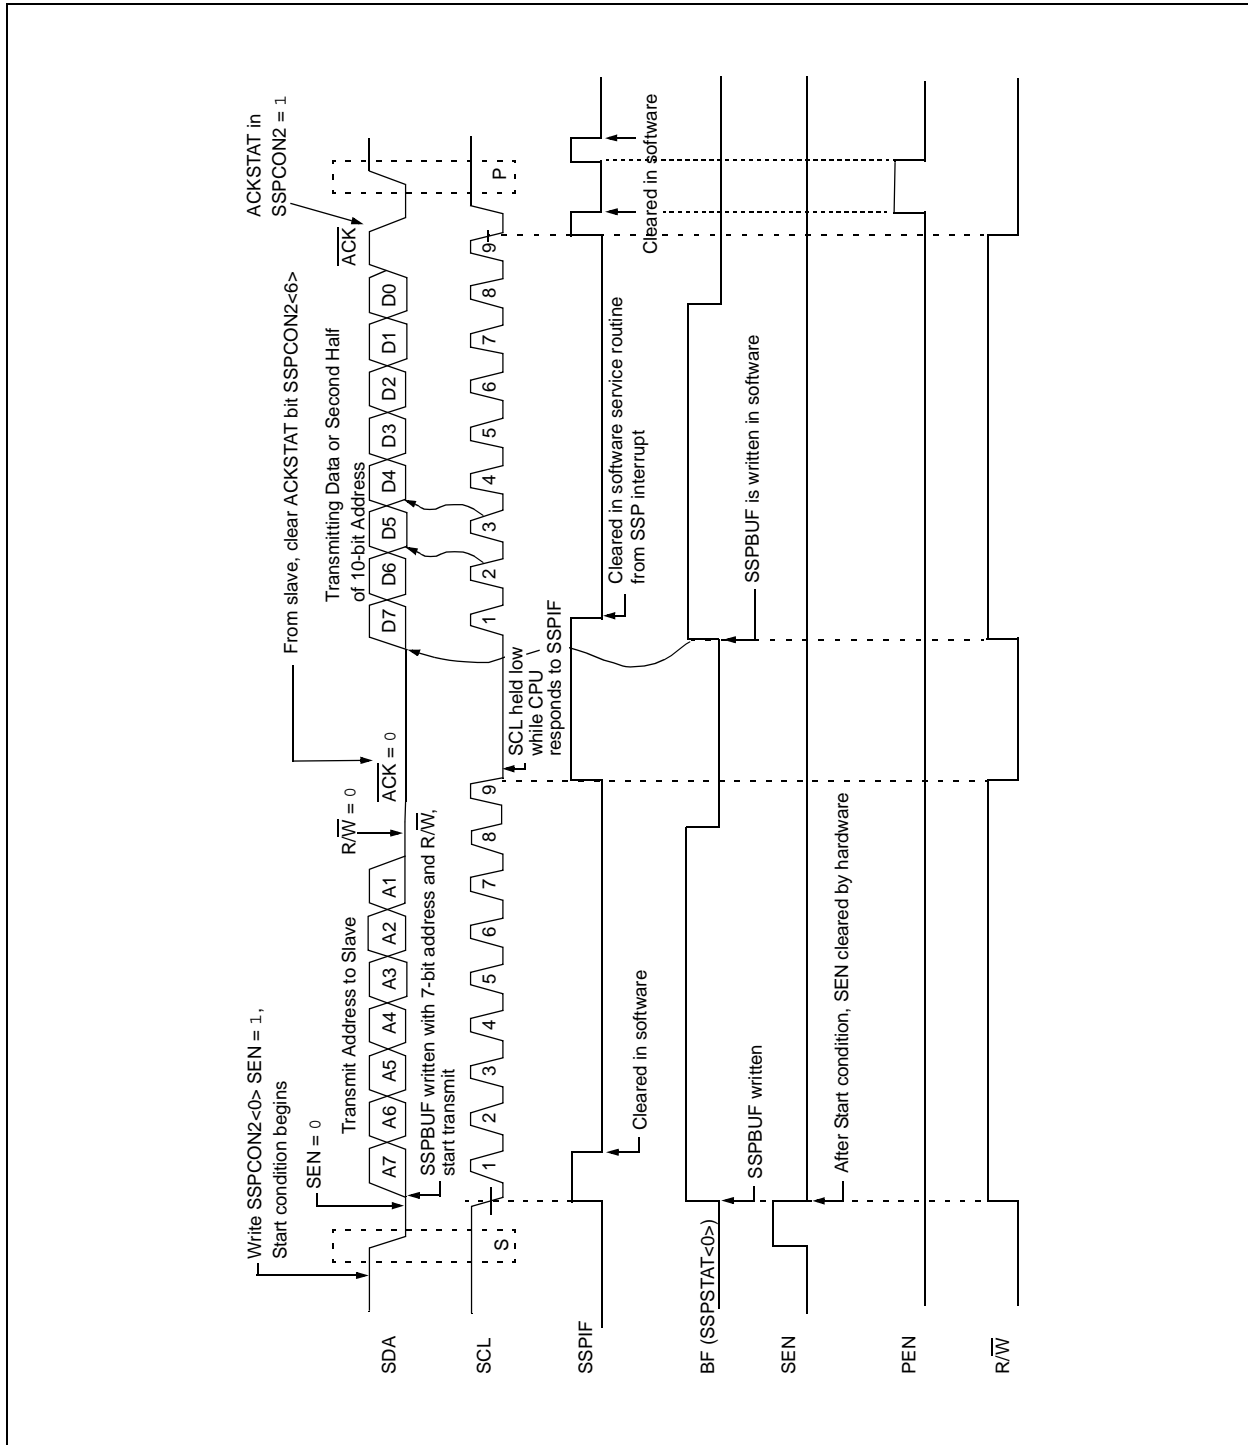 Write SSPCON2<0> SEN = 1,
Start condition begins
SEN = 0
Transmit Address to Slave
R/W = 0
From slave, clear ACKSTAT bit SSPCON2<6>
ACK = 0
Transmitting Data or Second Half
of 10-bit Address
ACKSTAT in
SSPCON2 = 1
ACK
SDA
A7 A6 A5 A4 A3 A2 A1
D7 D6 D5 D4 D3 D2 D1 D0
SSPBUF written with 7-bit address and R/W,
start transmit
SCL
S
1 2 3 4 5 6 7 8 9
1 2 3 4 5 6 7 8 9
P
SCL held low
while CPU
responds to SSPIF
SSPIF
Cleared in software
Cleared in software service routine
from SSP interrupt
Cleared in software
BF (SSPSTAT<0>)
SSPBUF written
SSPBUF is written in software
SEN
After Start condition, SEN cleared by hardware
PEN
R/W